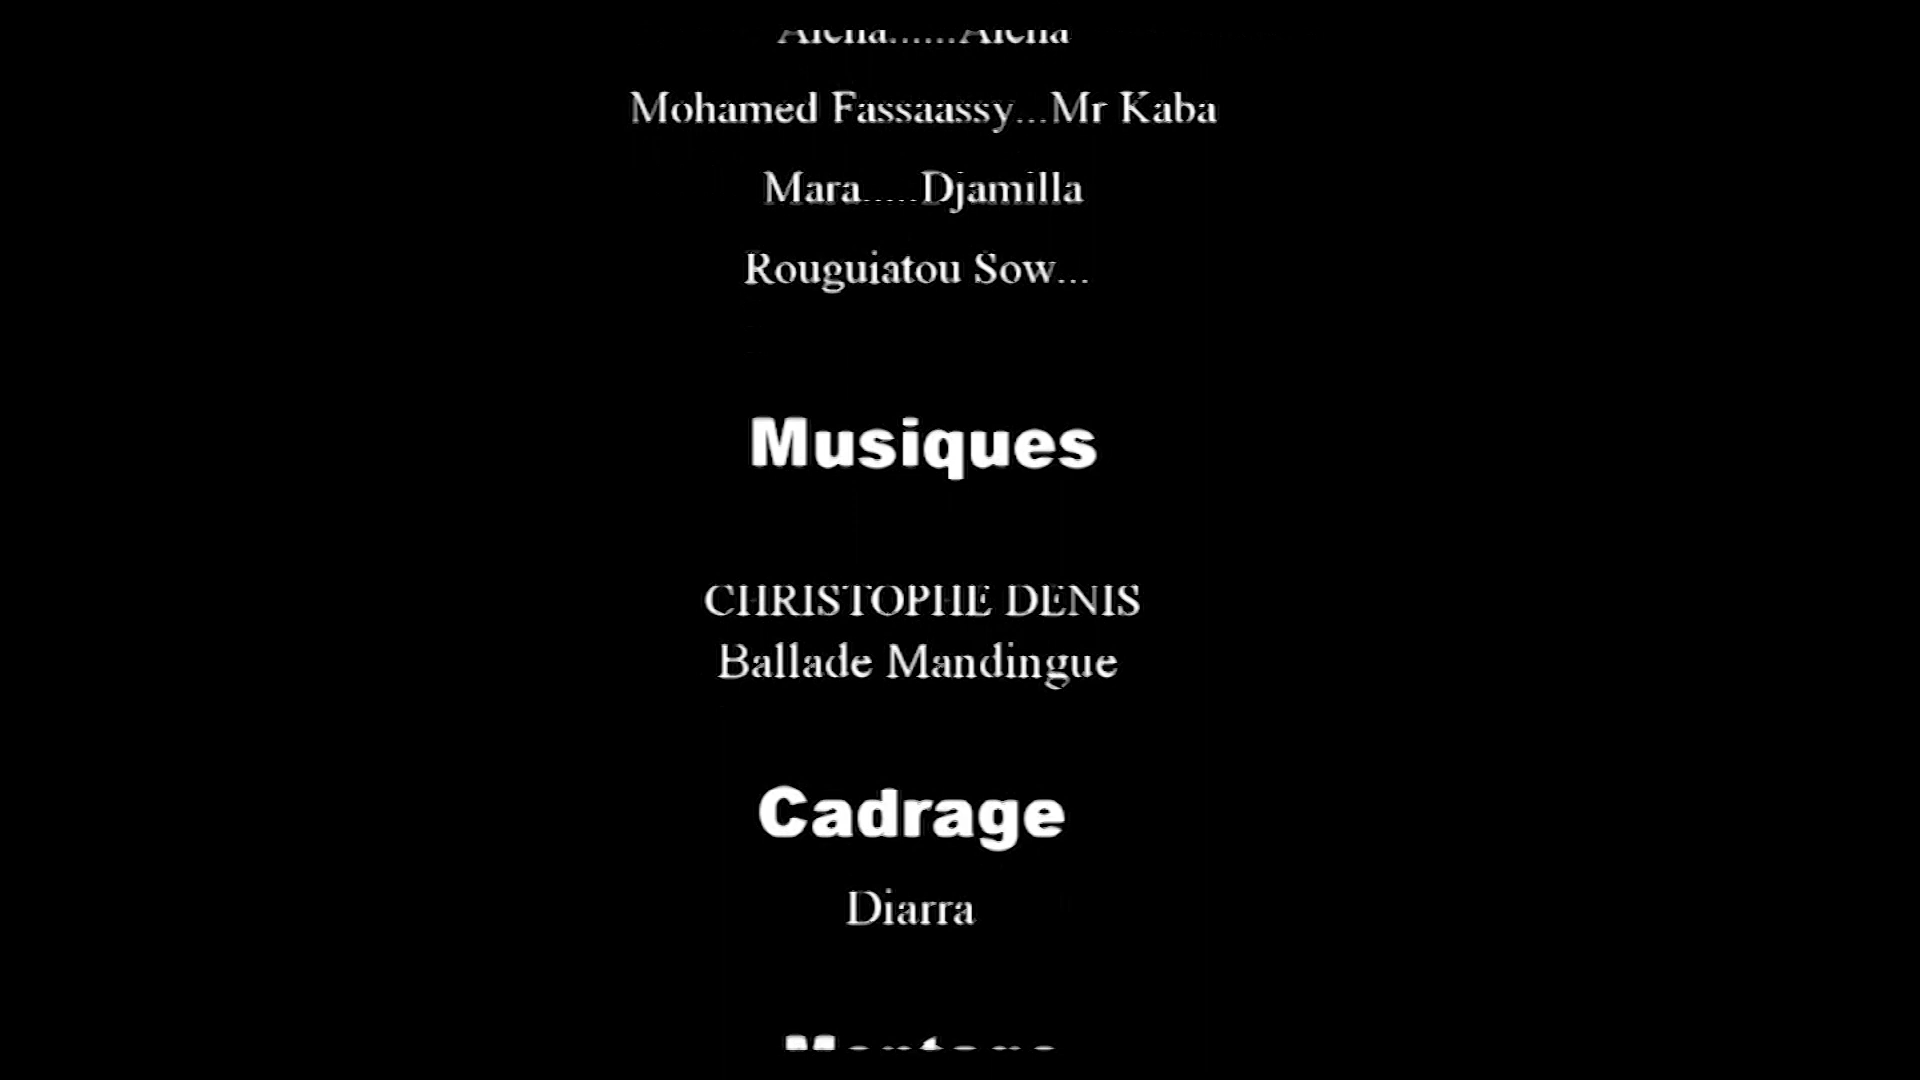 Mohamed Fassaassy...Mr Kaba
Mara.....Djamilla
Rouguiatou Sow...
Musiques
CHRISTOPHE DENIS
Ballade Mandingue
Cadrage
Diarra